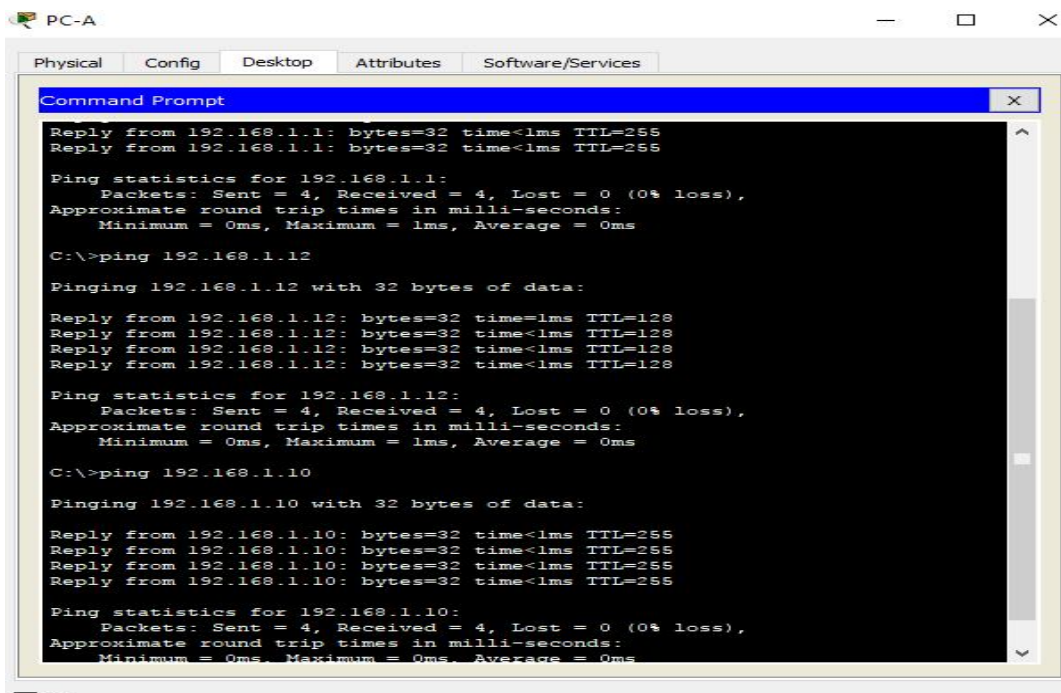 PC-A
Physical Config Desktop Attributes Software/Services
Command Prompt X
Reply from 192.168.1.1: bytes=32 time<1ms TTL=255
Reply from 192.168.1.1: bytes=32 time<1ms TTL=255
Ping statistics for 192.168.1.1:
Packets: Sent = 4, Received = 4, Lost = 0 (0% loss),
Approximate round trip times in milli-seconds:
Minimum = 0ms, Maximum = 1ms, Average = 0ms
C:\>ping 192.168.1.12
Pinging 192.168.1.12 with 32 bytes of data:
Reply from 192.168.1.12: bytes=32 time=1ms TTL=128
Reply from 192.168.1.12: bytes=32 time<1ms TTL=128
Reply from 192.168.1.12: bytes=32 time<1ms TTL=128
Reply from 192.168.1.12: bytes=32 time<1ms TTL=128
Ping statistics for 192.168.1.12:
Packets: Sent = 4, Received = 4, Lost = 0 (0% loss),
Approximate round trip times in milli-seconds:
Minimum = 0ms, Maximum = 1ms, Average = 0ms
C:\>ping 192.168.1.10
Pinging 192.168.1.10 with 32 bytes of data:
Reply from 192.168.1.10: bytes=32 time<1ms TTL=255
Reply from 192.168.1.10: bytes=32 time<1ms TTL=255
Reply from 192.168.1.10: bytes=32 time<1ms TTL=255
Reply from 192.168.1.10: bytes=32 time<1ms TTL=255
Ping statistics for 192.168.1.10:
Packets: Sent = 4, Received = 4, Lost = 0 (0% loss),
Approximate round trip times in milli-seconds:
Minimum = 0ms, Maximum = 0ms, Average = 0ms